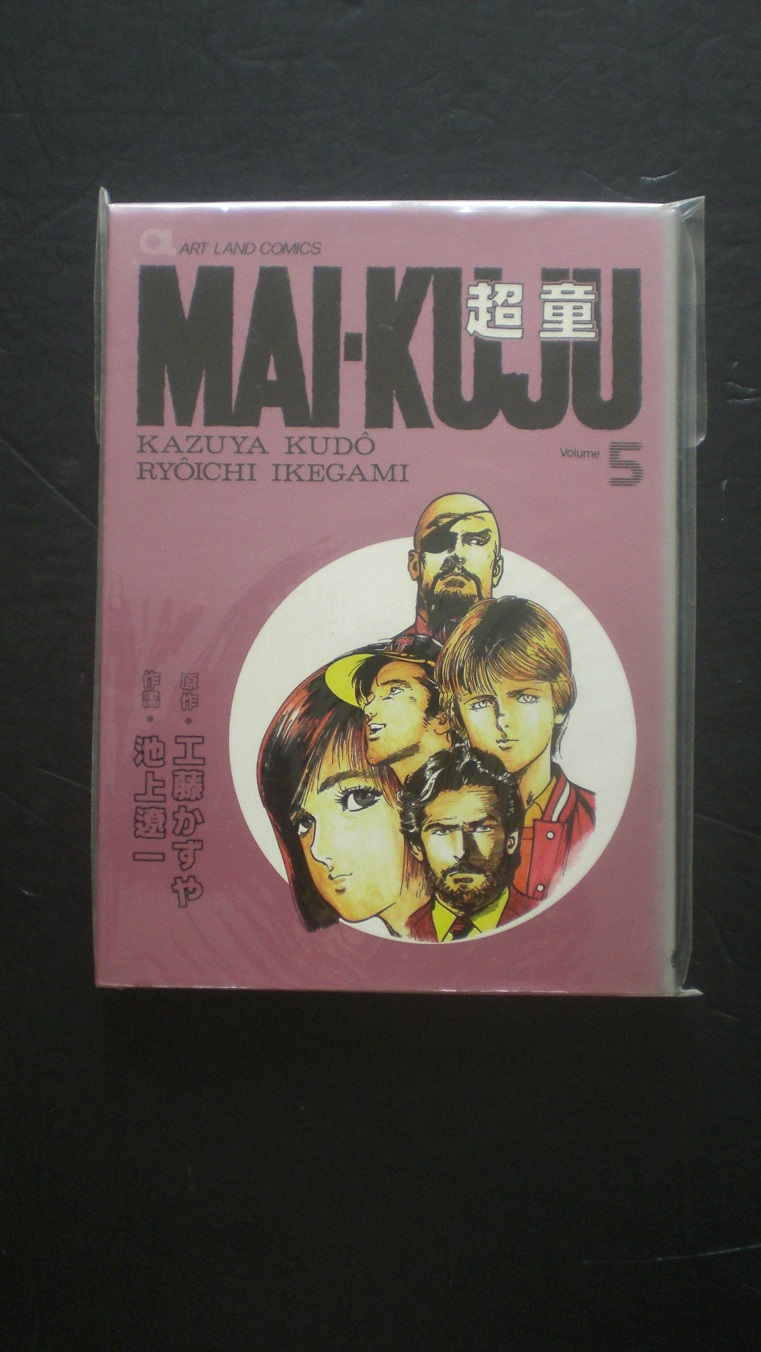 ART LAND COMICS
MAI·KUJU
超童
KAZUYA KUDÔ
RYÔICHI IKEGAMI
Volume 5
原作·工藤かずや
作画·池上遼一